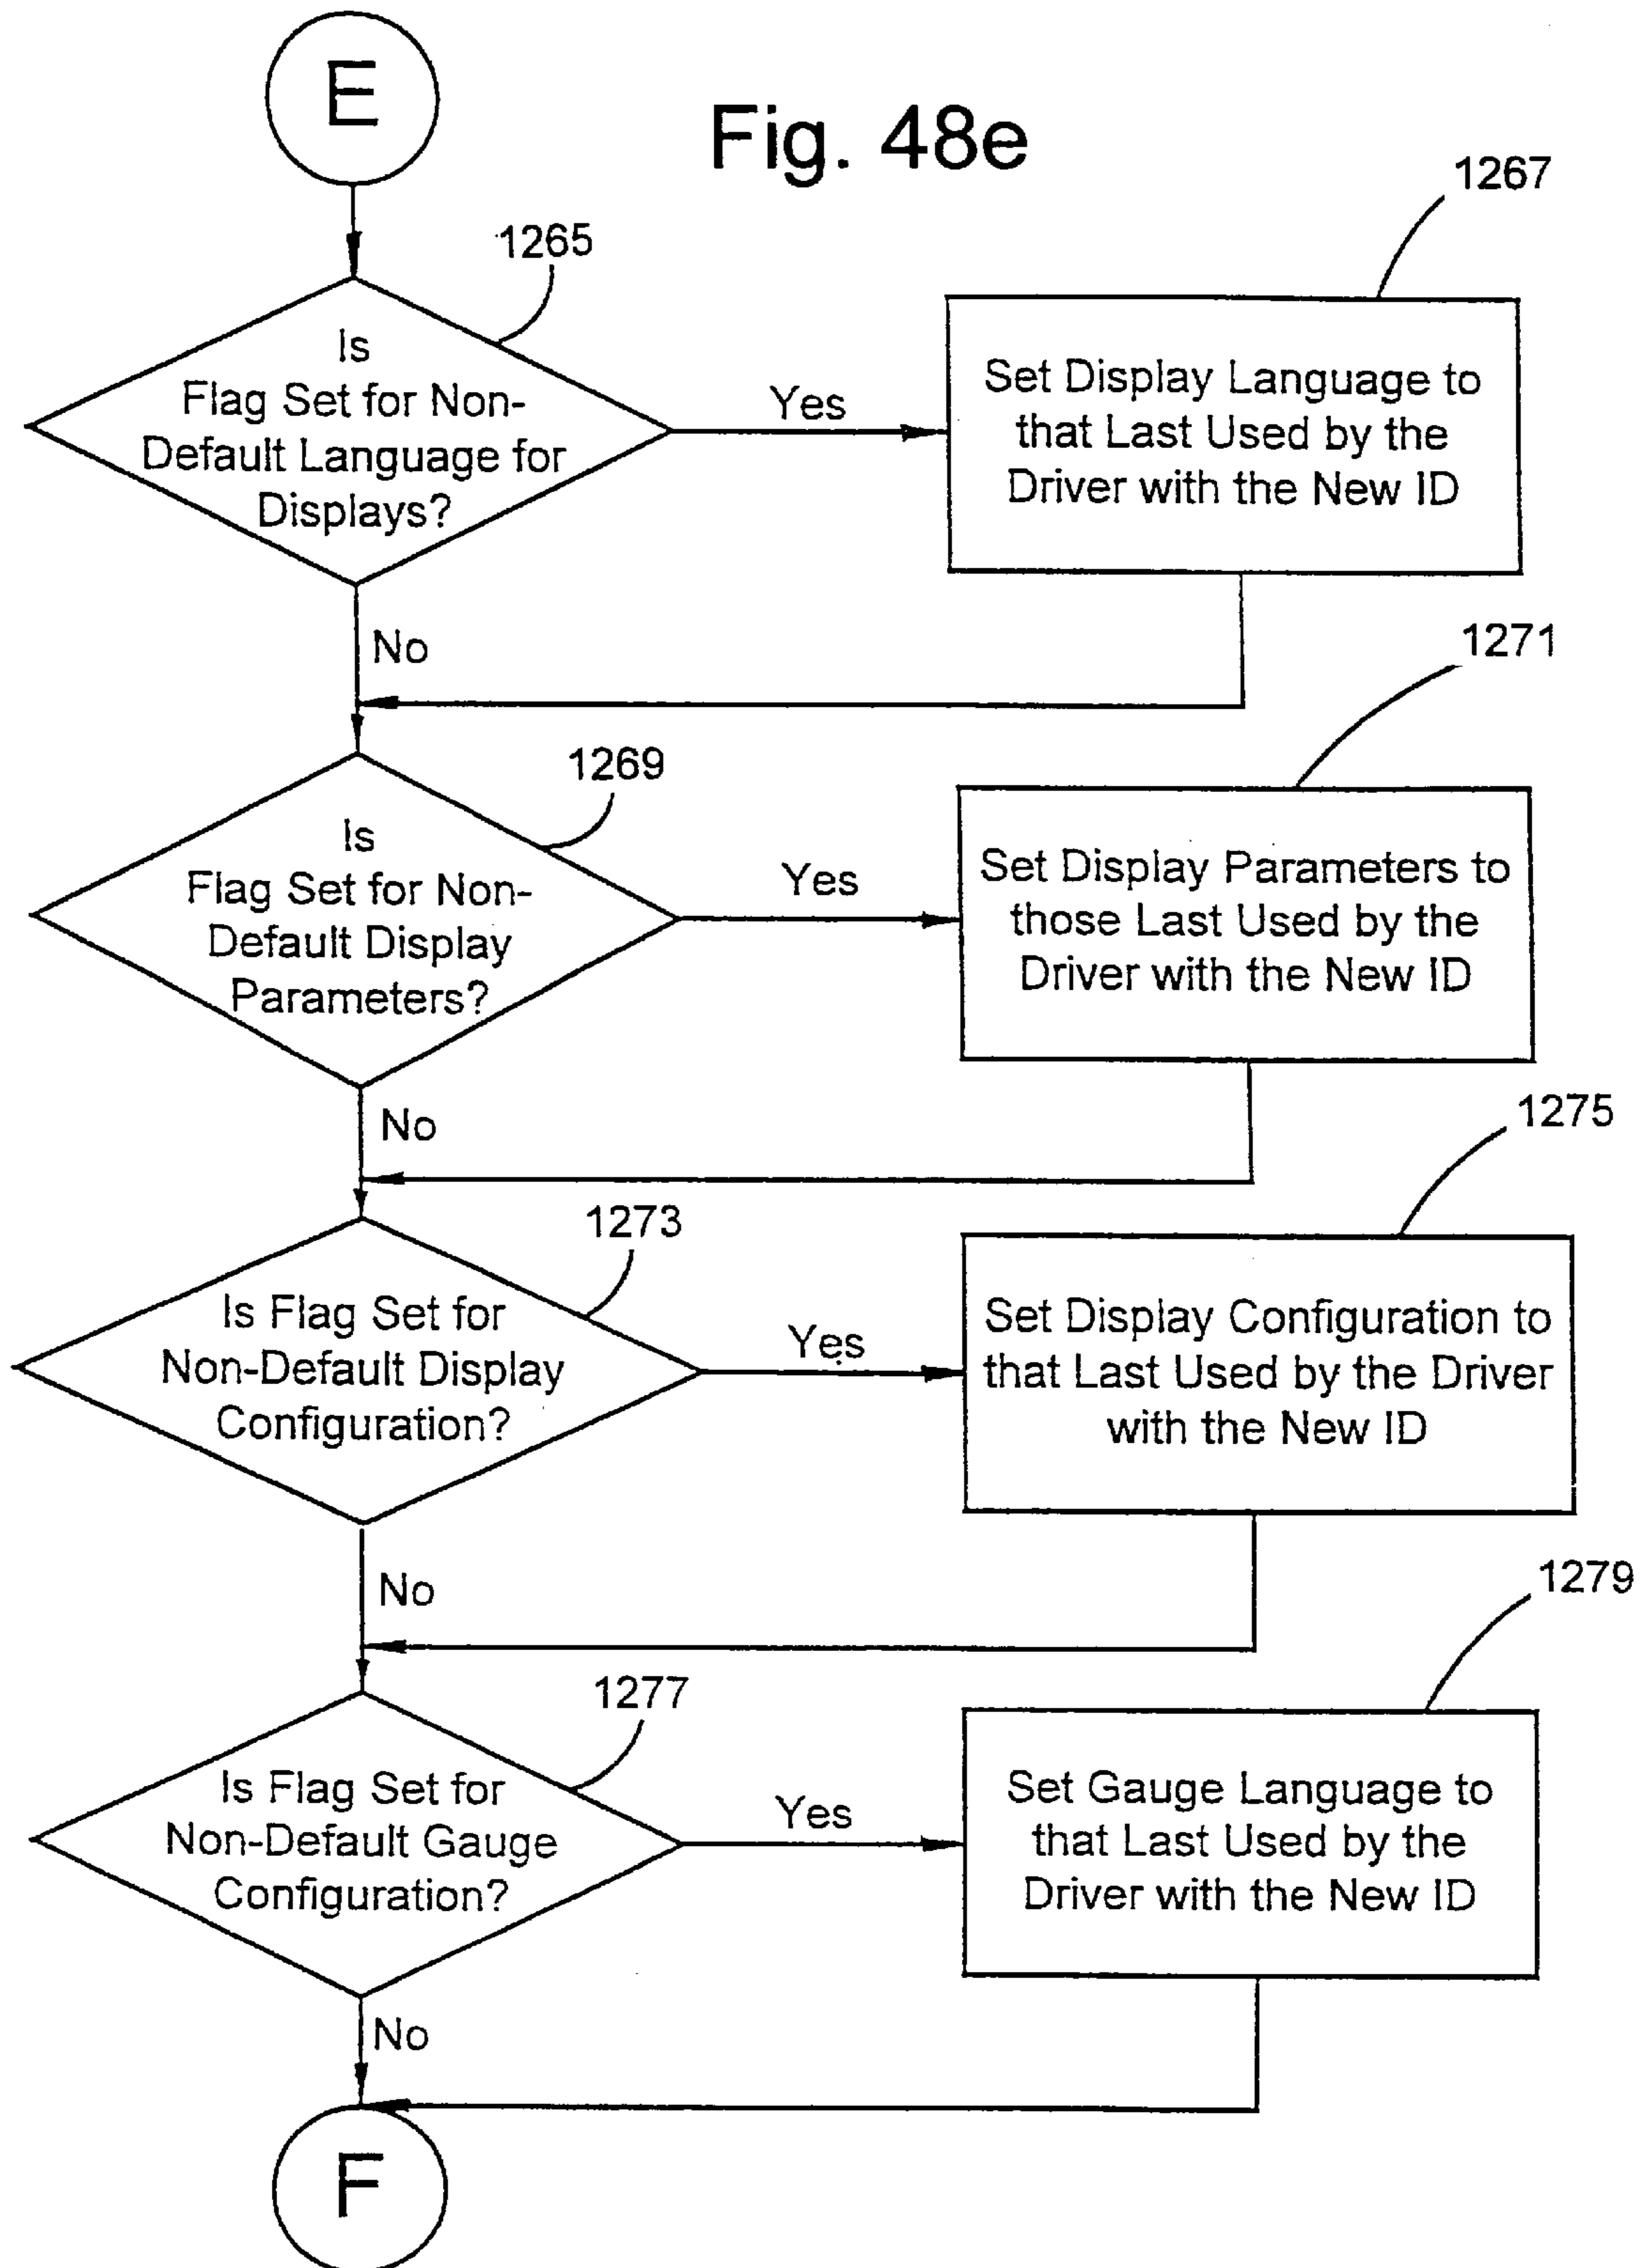 E
Fig. 48e
1265
1267
Is
Flag Set for Non-
Default Language for
Displays?
Yes
Set Display Language to
that Last Used by the
Driver with the New ID
No
1269
1271
Is
Flag Set for Non-
Default Display
Parameters?
Yes
Set Display Parameters to
those Last Used by the
Driver with the New ID
No
1273
1275
Is Flag Set for
Non-Default Display
Configuration?
Yes
Set Display Configuration to
that Last Used by the Driver
with the New ID
No
1277
1279
Is Flag Set for
Non-Default Gauge
Configuration?
Yes
Set Gauge Language to
that Last Used by the
Driver with the New ID
No
F